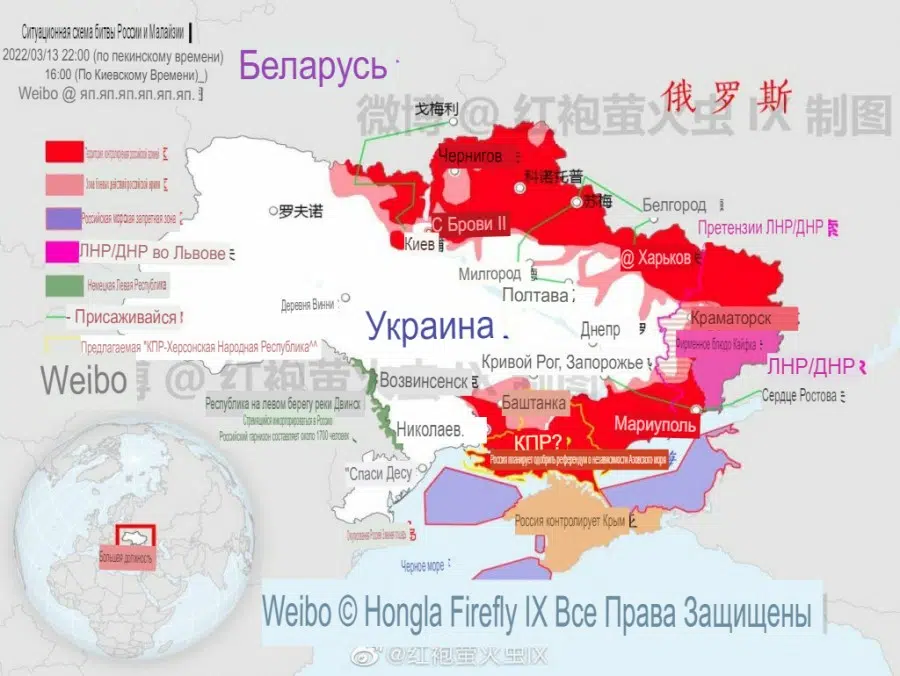 Ситуационная схема битвы России и Малайзии
2022/03/13 22:00 (по пекинскому времени)
16:00 (По Киевскому Времени)_)
Weibo @ яп.яп.яп.яп.яп.яп.
Беларусь
俄罗斯
微博 @ 红袍萤火虫 IX 制图
戈梅利
Чернигов
科诺托普
苏梅
罗夫诺
С Брови II
Белгород
Киев
@ Харьков
Претензии ЛНР/ДНР
ЛНР/ДНР во Львове
Российская морская запретная зона
Немецкая Левая Республика
Присаживайся!
Предлагаемая "КПР-Херсонская Народная Республика^^
Милгород
Полтава
Деревня Винни
Украина
Днепр
Краматорск
Фирменное блюдо Кайфка
Кривой Рог, Запорожье
ЛНР/ДНР
Сердце Ростова
Weibo
@ 红袍萤火虫
Возвинсенск
Баштанка
Республика на левом берегу реки Двинск
Стремящийся инкорпорироваться в Россию
Российский гарнизон составляет около 1700 человек
Николаев.
Мариуполь
КПР?
Россия планирует одобрить референдум о независимости Азовского моря
"Спаси Десу
Россия контролирует Крым
Большая должность
Черное море
Weibo © Hongla Firefly IX Все Права Защищены
@红袍萤火虫IX